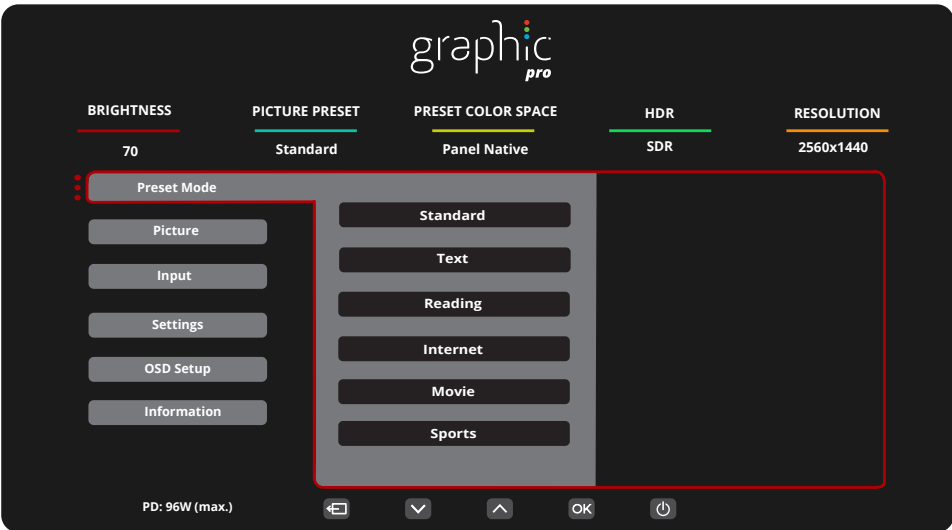 graphic
pro
BRIGHTNESS PICTURE PRESET PRESET COLOR SPACE HDR RESOLUTION
70 Standard Panel Native SDR 2560x1440
Preset Mode
Picture
Input
Settings
OSD Setup
Information
Standard
Text
Reading
Internet
Movie
Sports
PD: 96W (max.) OK